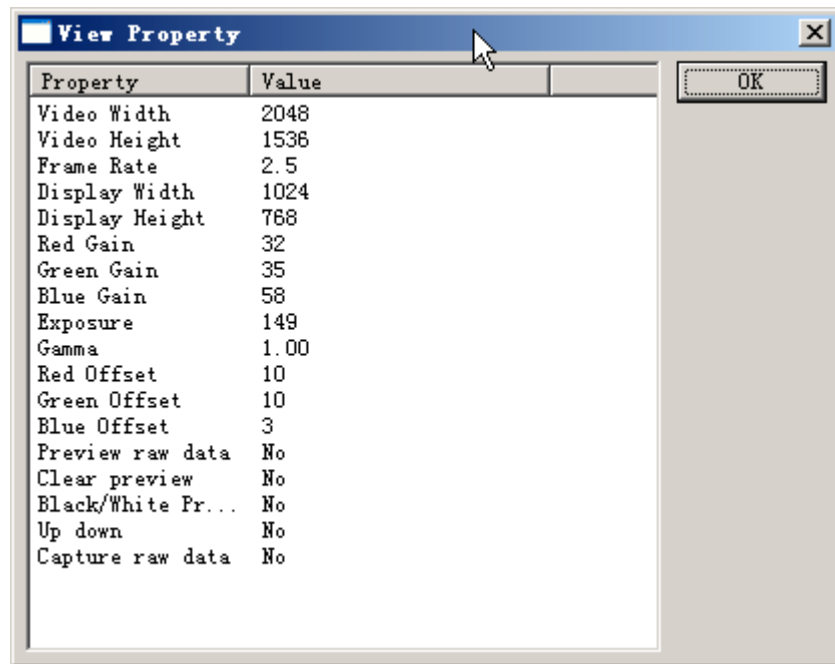 View Property
Property Value
OK
Video Width 2048
Video Height 1536
Frame Rate 2.5
Display Width 1024
Display Height 768
Red Gain 32
Green Gain 35
Blue Gain 58
Exposure 149
Gamma 1.00
Red Offset 10
Green Offset 10
Blue Offset 3
Preview raw data No
Clear preview No
Black/White Pr... No
Up down No
Capture raw data No